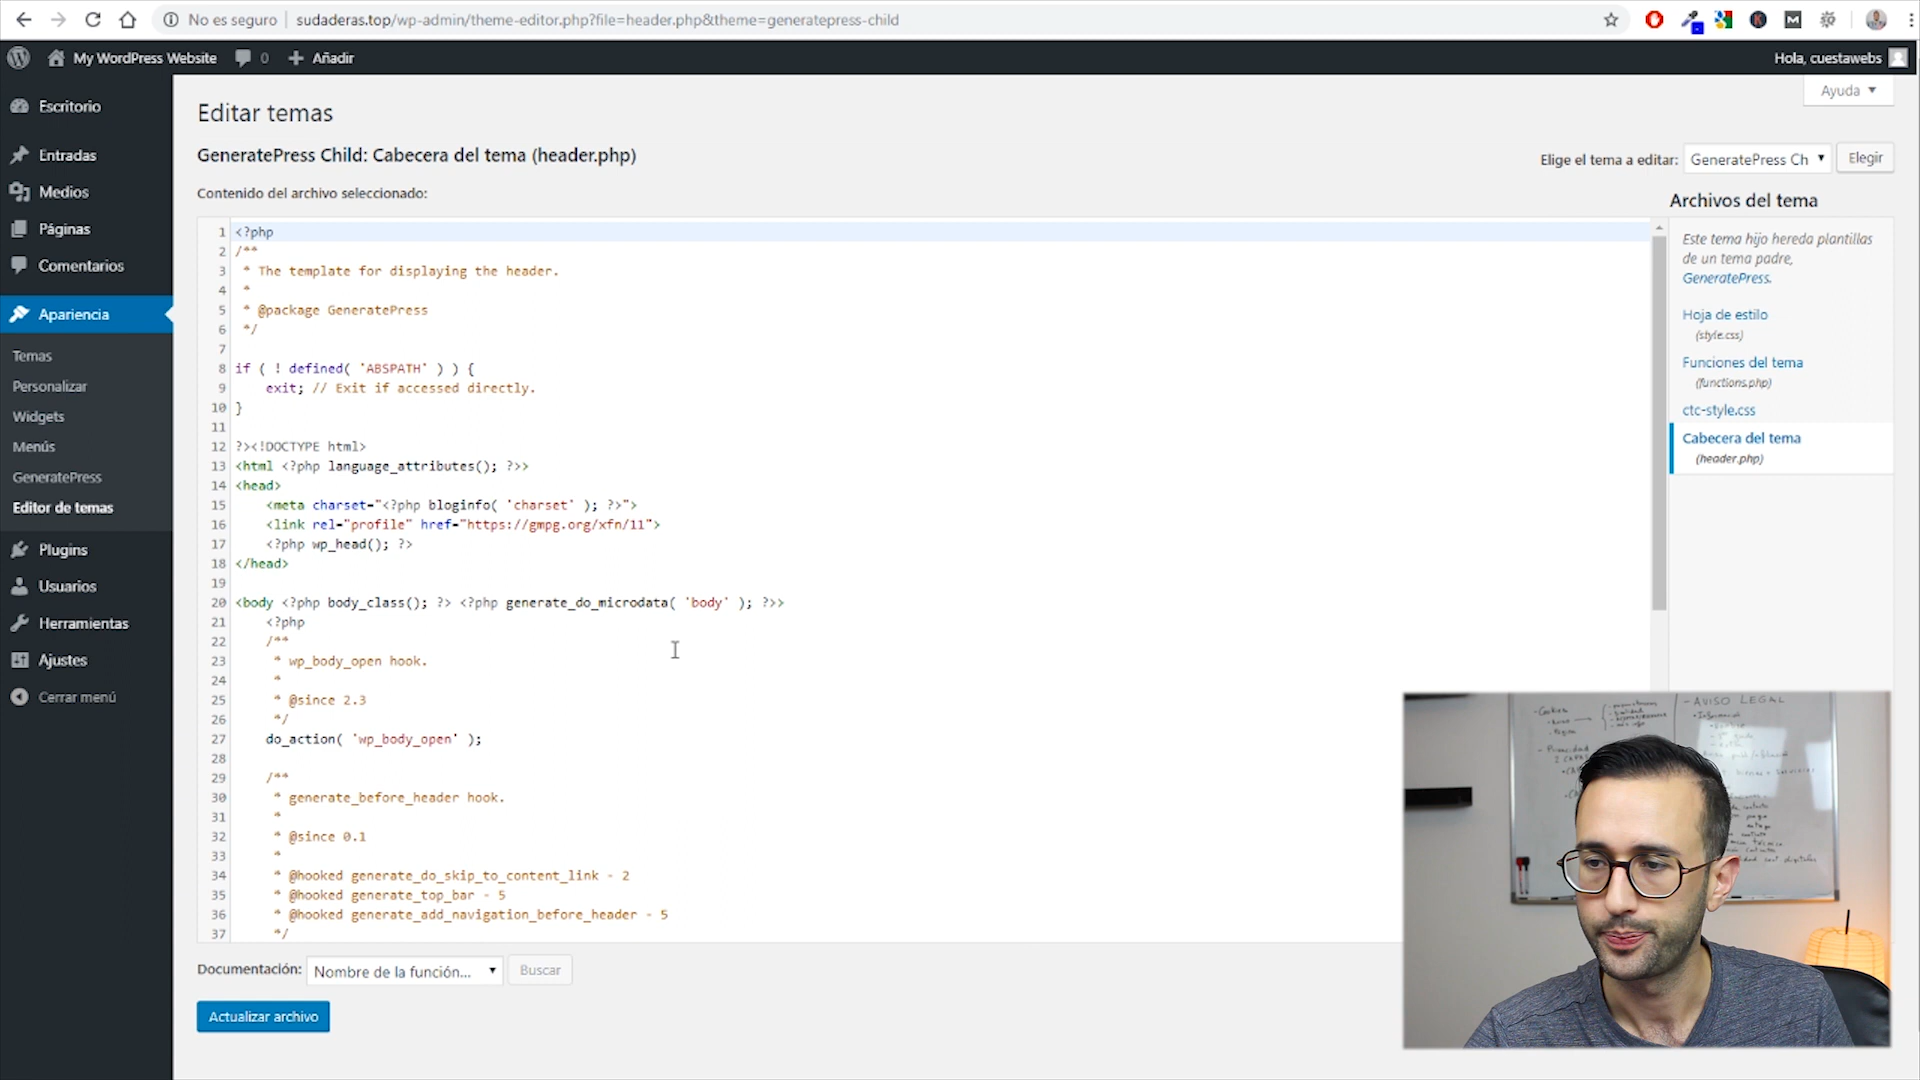 No es seguro
sudaderas.top/wp-admin/theme-editor.php?file=header.php&theme=generatepress-child
My WordPress Website
0
Añadir
Hola, cuestawebs
Ayuda
Escritorio
Entradas
Medios
Páginas
Comentarios
Apariencia
Temas
Personalizar
Widgets
Menús
GeneratePress
Editor de temas
Plugins
Usuarios
Herramientas
Ajustes
Cerrar menú
Editar temas
GeneratePress Child: Cabecera del tema (header.php)
Elige el tema a editar:
GeneratePress Ch
Elegir
Contenido del archivo seleccionado:
1 <?php
2 /**
3 * The template for displaying the header.
4 *
5 * @package GeneratePress
6 */
7
8 if ( ! defined( 'ABSPATH' ) ) {
9 exit; // Exit if accessed directly.
10 }
11
12 ?><!DOCTYPE html>
13 <html <?php language_attributes(); ?>>
14 <head>
15 <meta charset="<?php bloginfo( 'charset' ); ?>">
16 <link rel="profile" href="https://gmpg.org/xfn/11">
17 <?php wp_head(); ?>
18 </head>
19
20 <body <?php body_class(); ?> <?php generate_do_microdata( 'body' ); ?>>
21 <?php
22 /**
23 * wp_body_open hook.
24 *
25 * @since 2.3
26 */
27 do_action( 'wp_body_open' );
28
29 /**
30 * generate_before_header hook.
31 *
32 * @since 0.1
33 *
34 * @hooked generate_do_skip_to_content_link - 2
35 * @hooked generate_top_bar - 5
36 * @hooked generate_add_navigation_before_header - 5
37 */
Archivos del tema
Este tema hijo hereda plantillas
de un tema padre,
GeneratePress.
Hoja de estilo
(style.css)
Funciones del tema
(functions.php)
ctc-style.css
Cabecera del tema
(header.php)
Documentación:
Nombre de la función...
Buscar
Actualizar archivo
- AVISO LEGAL